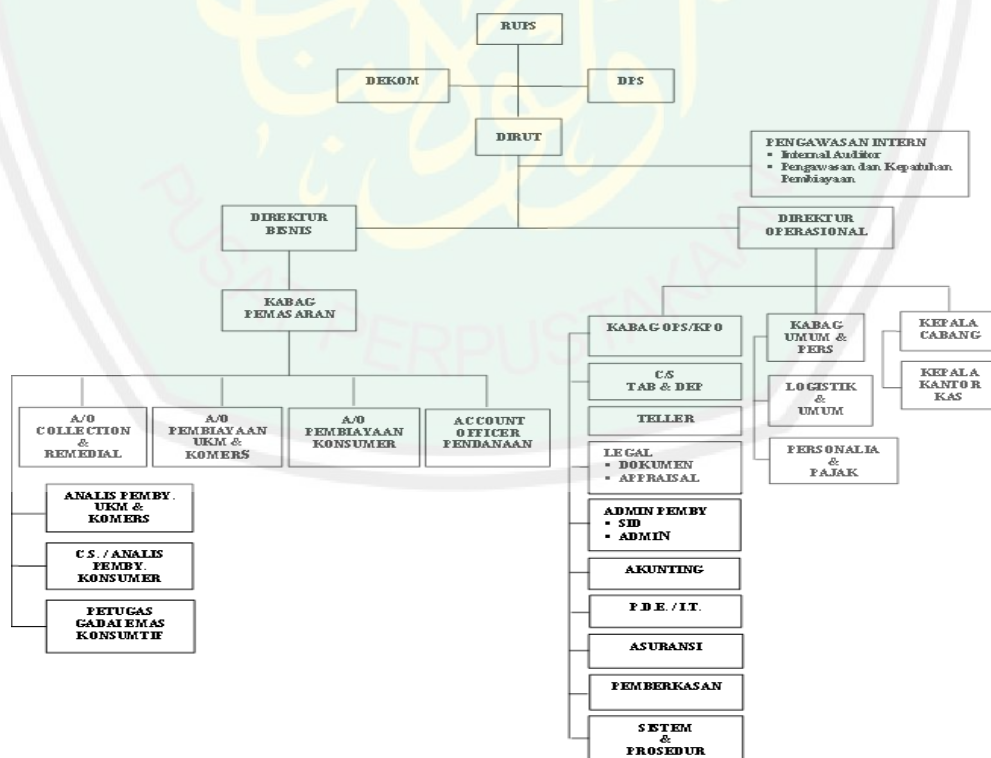 RUPS
DEKOM
DPS
DIRUT
PENGAWASAN INTERN
▪ Internal Auditor
▪ Pengawasan dan Kepatuhan
Pembiayaan
DIREKTUR
BISNIS
DIREKTUR
OPERASIONAL
KABAG
PEMASARAN
KABAG OPS/KPO
KABAG
UMUM &
PERS
KEPALA
CABANG
C/S
TAB & DEP
LOGISTIK
&
UMUM
KEPALA
KANTOR
KAS
TELLER
A/O
COLLECTION
&
REMEDIAL
A/O
PEMBIAYAAN
UKM &
KOMERS
A/O
PEMBIAYAAN
KONSUMER
ACCOUNT
OFFICER
PENDANAAN
LEGAL
▪ DOKUMEN
▪ APPRAISAL
PERSONALIA
&
PAJAK
ANALIS PEMBY.
UKM &
KOMERS
ADMIN PEMBY
▪ SID
▪ ADMIN
C.S. / ANALIS
PEMBY.
KONSUMER
AKUNTING
P.D.E. / I.T.
PETUGAS
GADAI EMAS
KONSUMTIF
ASURANSI
PEMBERKASAN
SISTEM
&
PROSEDUR
PUSAT PERPUSTAKAAN